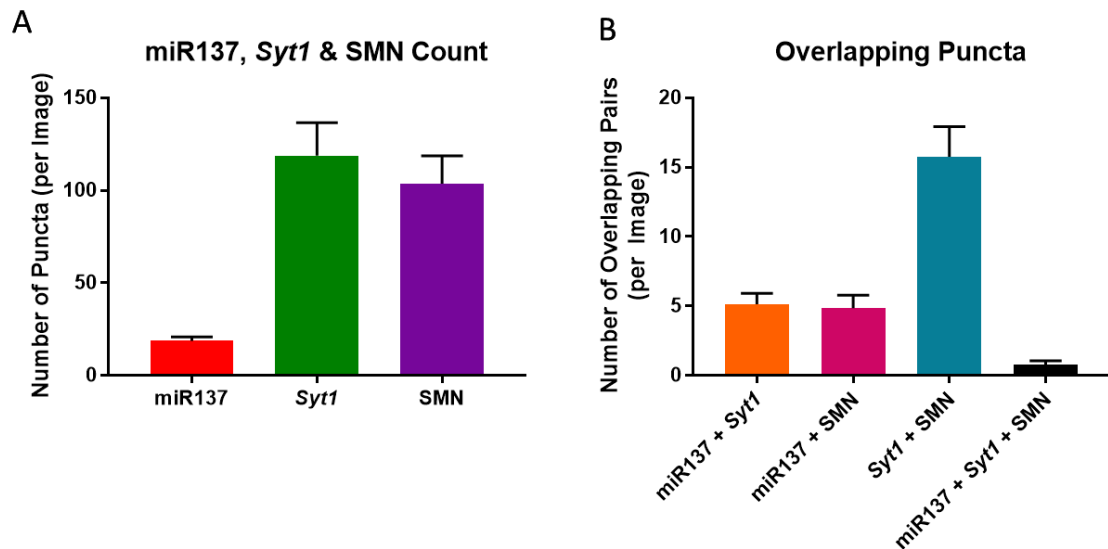 A
miR137, Syt1 & SMN Count
Number of Puncta (per Image)
150
100
50
0
miR137
Syt1
SMN
B
Overlapping Puncta
Number of Overlapping Pairs
(per Image)
20
15
10
5
0
miR137 + Syt1
miR137 + SMN
Syt1 + SMN
miR137 + Syt1 + SMN